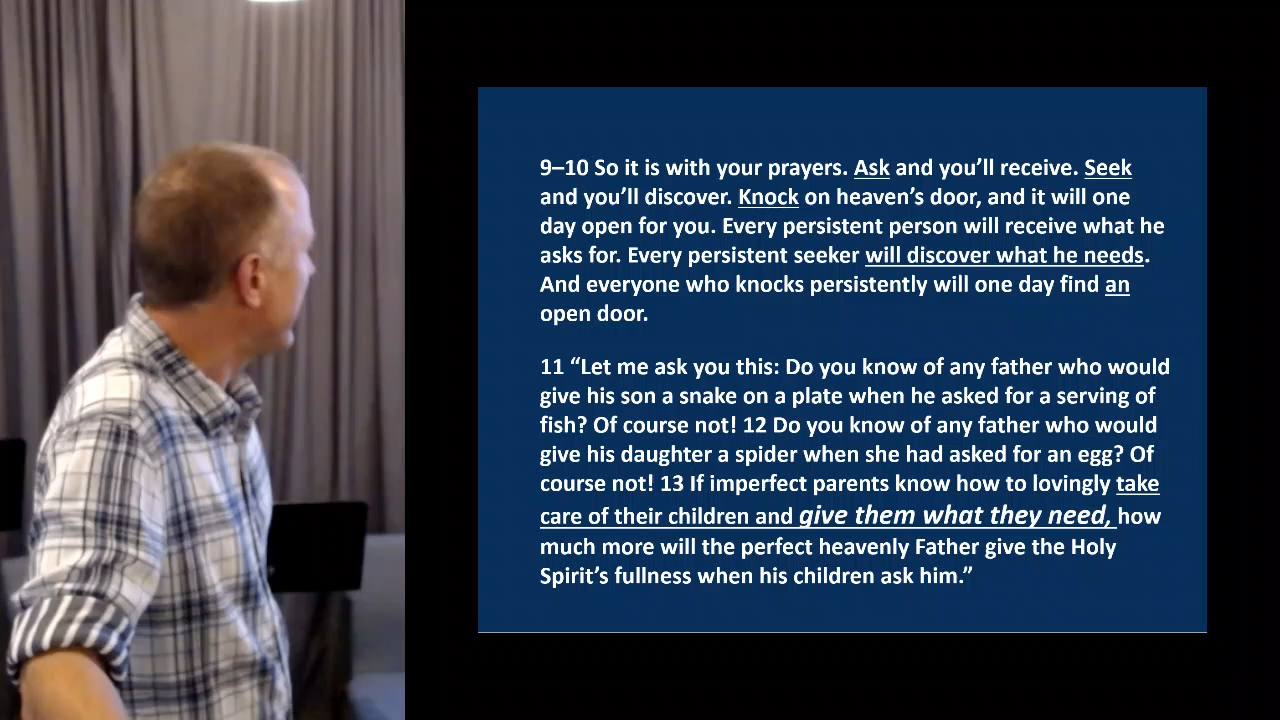 9–10 So it is with your prayers. Ask and you’ll receive. Seek
and you’ll discover. Knock on heaven’s door, and it will one
day open for you. Every persistent person will receive what he
asks for. Every persistent seeker will discover what he needs.
And everyone who knocks persistently will one day find an
open door.
11 “Let me ask you this: Do you know of any father who would
give his son a snake on a plate when he asked for a serving of
fish? Of course not! 12 Do you know of any father who would
give his daughter a spider when she had asked for an egg? Of
course not! 13 If imperfect parents know how to lovingly take
care of their children and give them what they need, how
much more will the perfect heavenly Father give the Holy
Spirit’s fullness when his children ask him.”